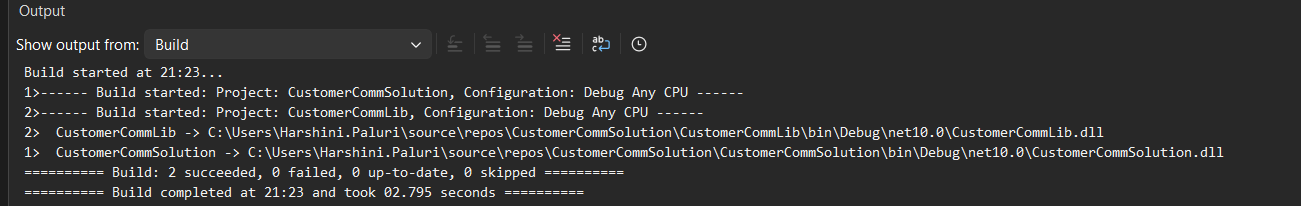 Output
Show output from: Build
Build started at 21:23...
1>------ Build started: Project: CustomerCommSolution, Configuration: Debug Any CPU ------
2>------ Build started: Project: CustomerCommLib, Configuration: Debug Any CPU ------
2>  CustomerCommLib -> C:\Users\Harshini.Paluri\source\repos\CustomerCommSolution\CustomerCommLib\bin\Debug\net10.0\CustomerCommLib.dll
1>  CustomerCommSolution -> C:\Users\Harshini.Paluri\source\repos\CustomerCommSolution\CustomerCommSolution\bin\Debug\net10.0\CustomerCommSolution.dll
========== Build: 2 succeeded, 0 failed, 0 up-to-date, 0 skipped ==========
========== Build completed at 21:23 and took 02.795 seconds ==========